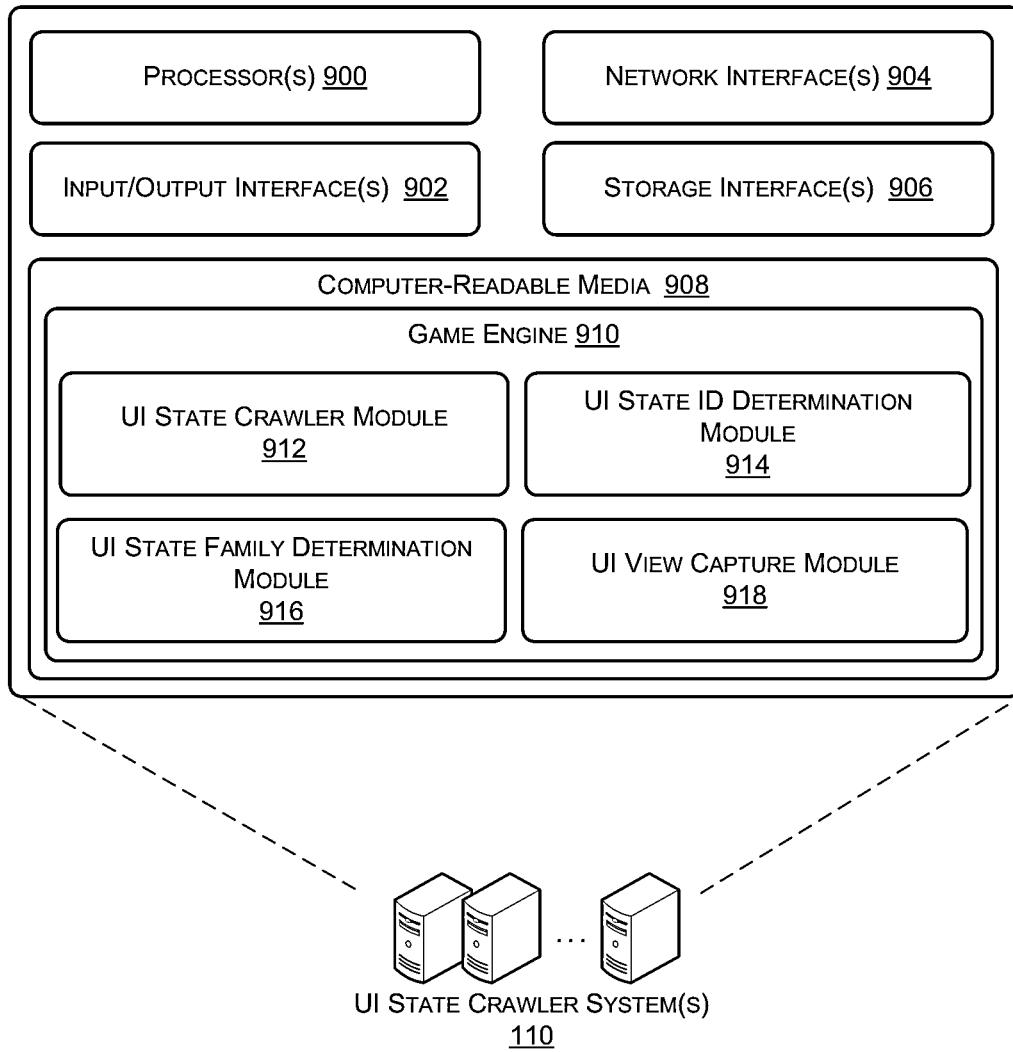 PROCESSOR(S) 900
NETWORK INTERFACE(S) 904
INPUT/OUTPUT INTERFACE(S) 902
STORAGE INTERFACE(S) 906
COMPUTER-READABLE MEDIA 908
GAME ENGINE 910
UI STATE CRAWLER MODULE
912
UI STATE ID DETERMINATION
MODULE
914
UI STATE FAMILY DETERMINATION
MODULE
916
UI VIEW CAPTURE MODULE
918
...
UI STATE CRAWLER SYSTEM(S)
110